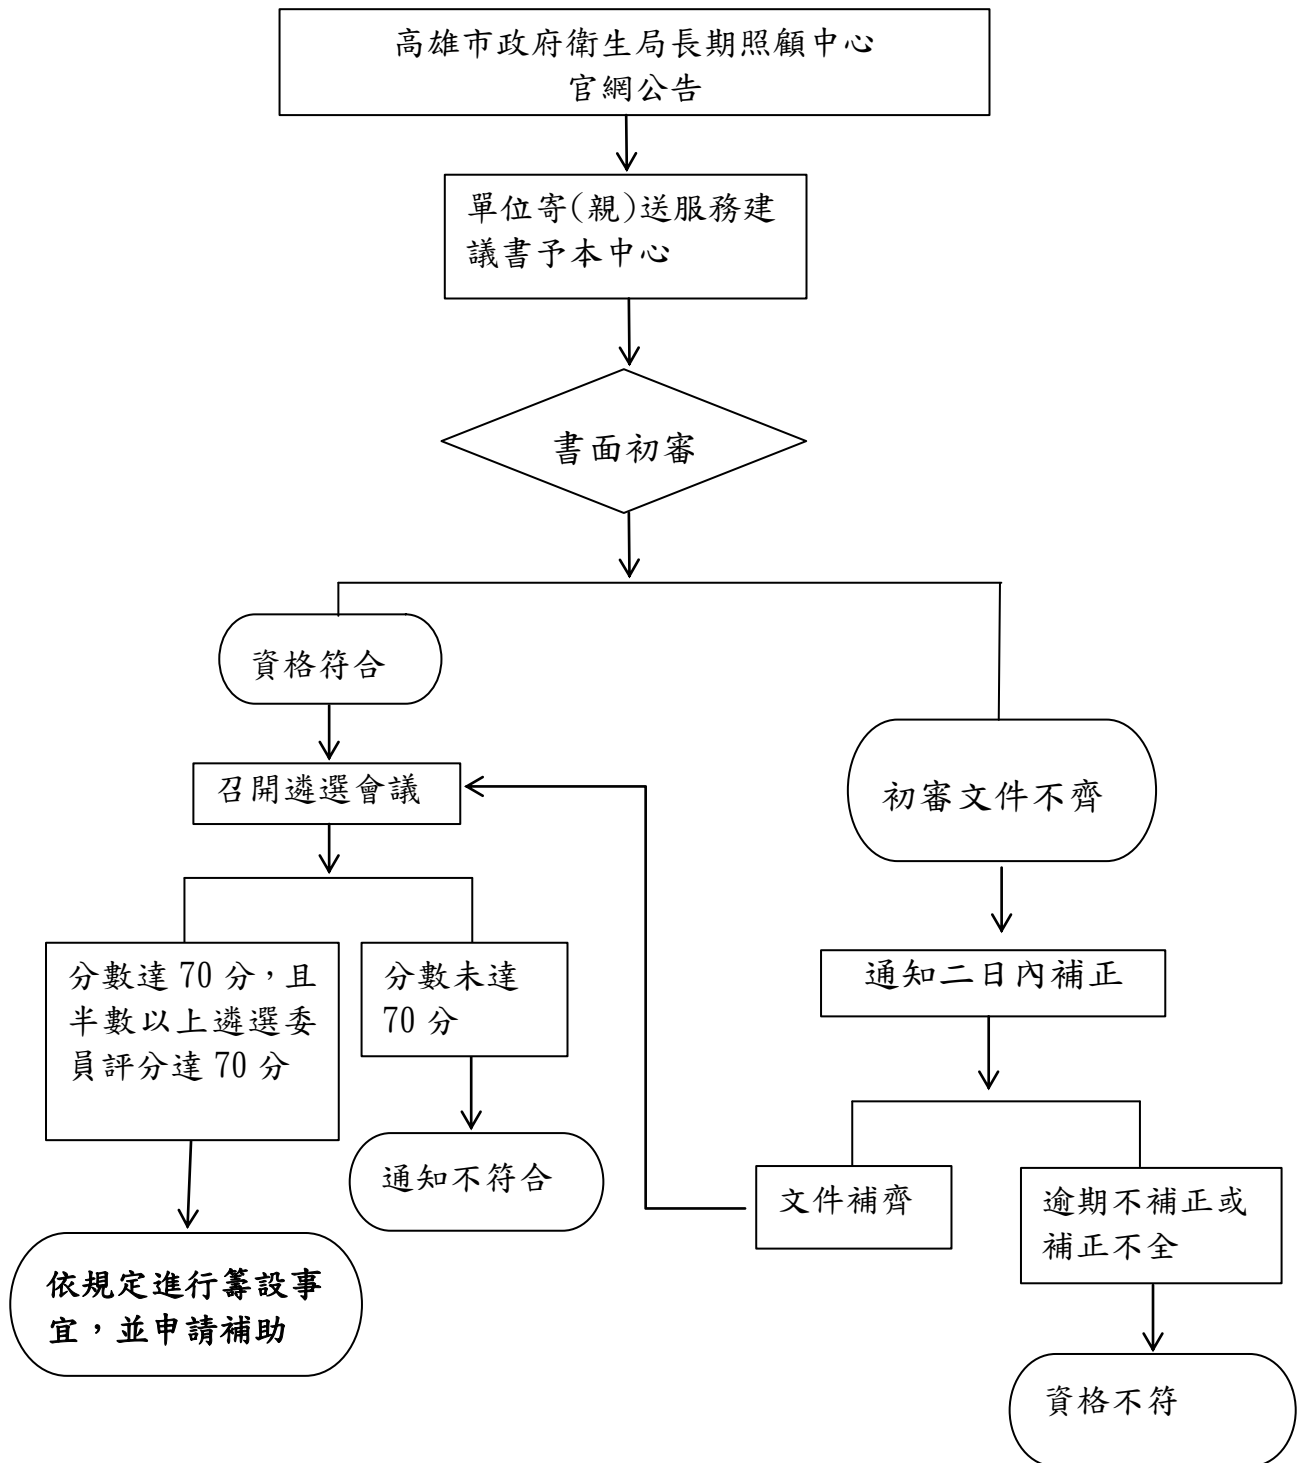 高雄市政府衛生局長期照顧中心
官網公告
單位寄(親)送服務建
議書予本中心
書面初審
資格符合
召開遴選會議
初審文件不齊
分數達 70 分，且
半數以上遴選委
員評分達 70 分
分數未達
70 分
通知二日內補正
通知不符合
文件補齊
逾期不補正或
補正不全
依規定進行籌設事
宜，並申請補助
資格不符